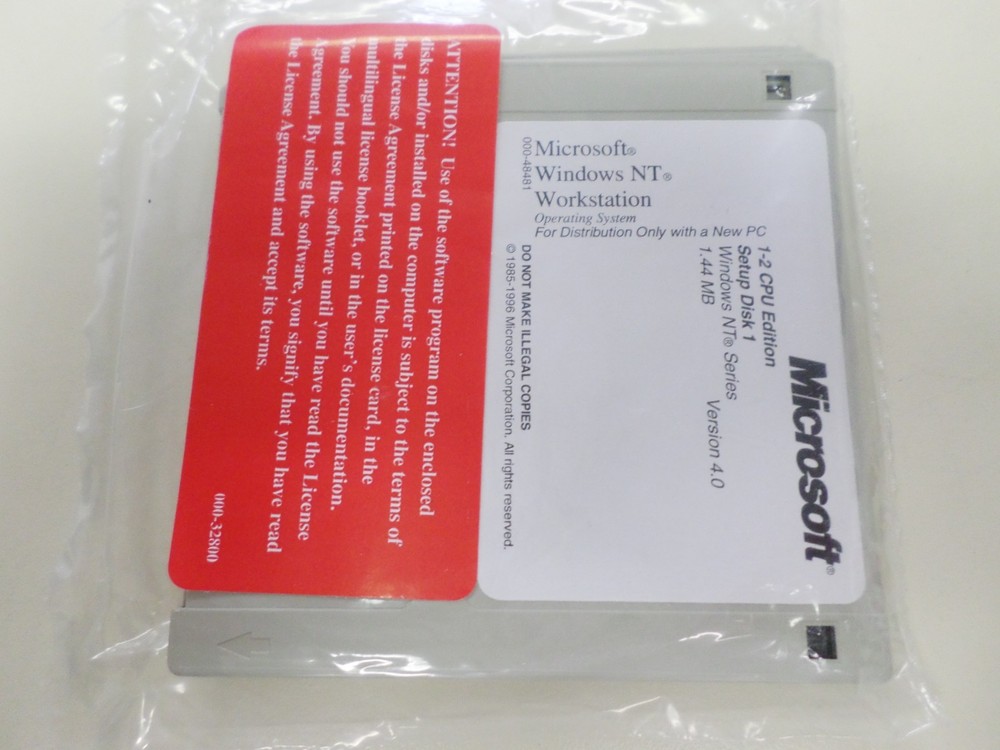 ATTENTION! Use of the software program on the enclosed
disks and/or installed on the computer is subject to the terms of
the License Agreement printed on the license card, in the
multilingual license booklet, or in the user's documentation.
You should not use the software until you have read the License
Agreement. By using the software, you signify that you have read
the License Agreement and accept its terms.
000-32800
Microsoft®
Windows NT®
Workstation
Operating System
For Distribution Only with a New PC
000-48481
Microsoft®
1-2 CPU Edition
Setup Disk 1
Windows NT® Series Version 4.0
1.44 MB
DO NOT MAKE ILLEGAL COPIES
© 1985-1996 Microsoft Corporation. All rights reserved.